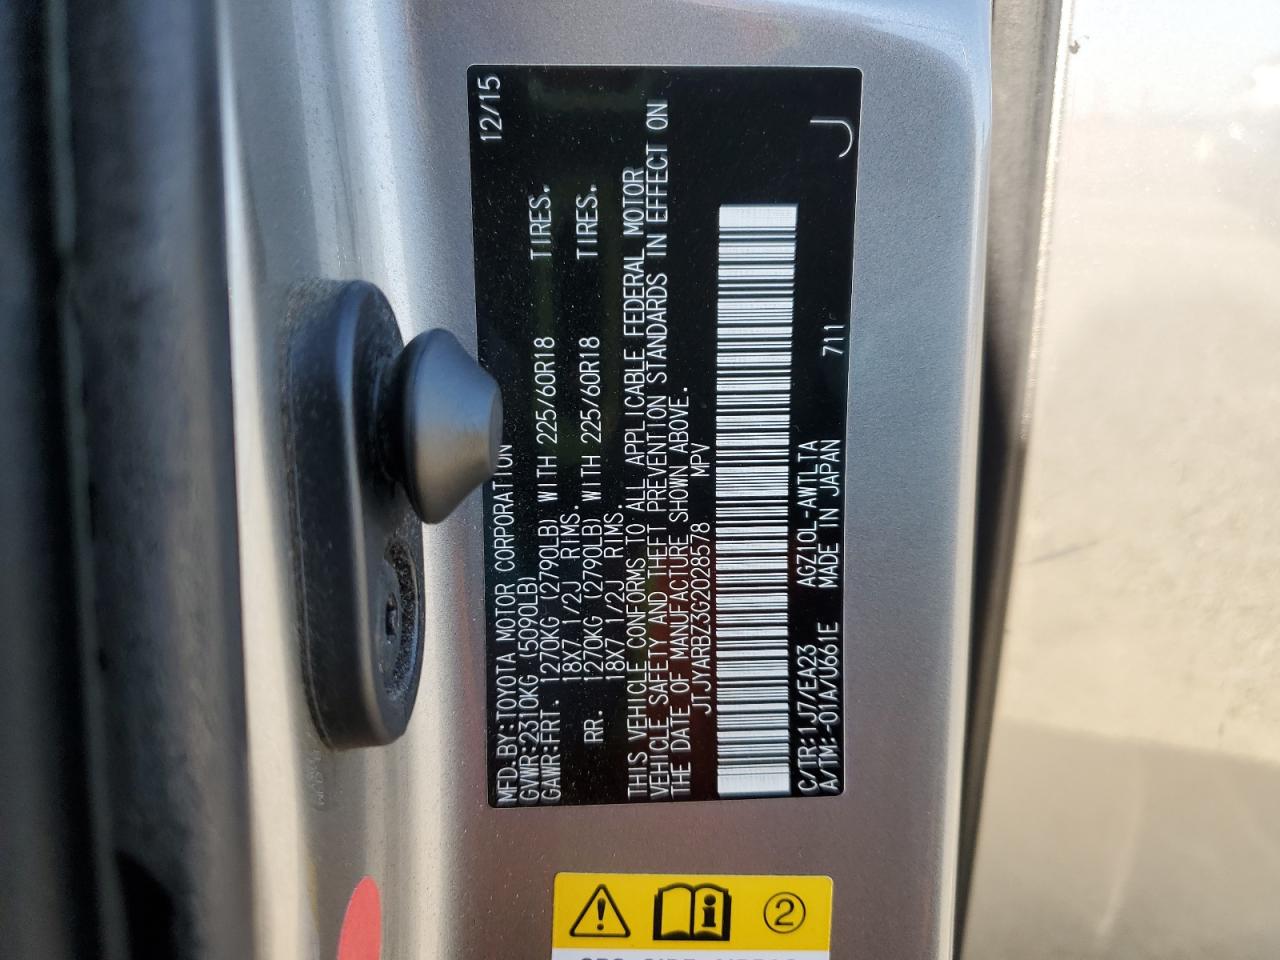 MFD.BY:TOYOTA MOTOR CORPORATION 12/15
GVWR:2310KG (5090LB)
GAWR:FRT. 1270KG (2790LB) WITH 225/60R18 TIRES.
18X7 1/2J RIMS.
RR. 1270KG (2790LB) WITH 225/60R18 TIRES.
18X7 1/2J RIMS.
THIS VEHICLE CONFORMS TO ALL APPLICABLE FEDERAL MOTOR
VEHICLE SAFETY AND THEFT PREVENTION STANDARDS IN EFFECT ON
THE DATE OF MANUFACTURE SHOWN ABOVE.
JTJYARBZ3G2028578 MPV
C/TR:1J7/EA23 AGZ10L-AWTLTA 711
A/TM:-01A/U661E MADE IN JAPAN J
2